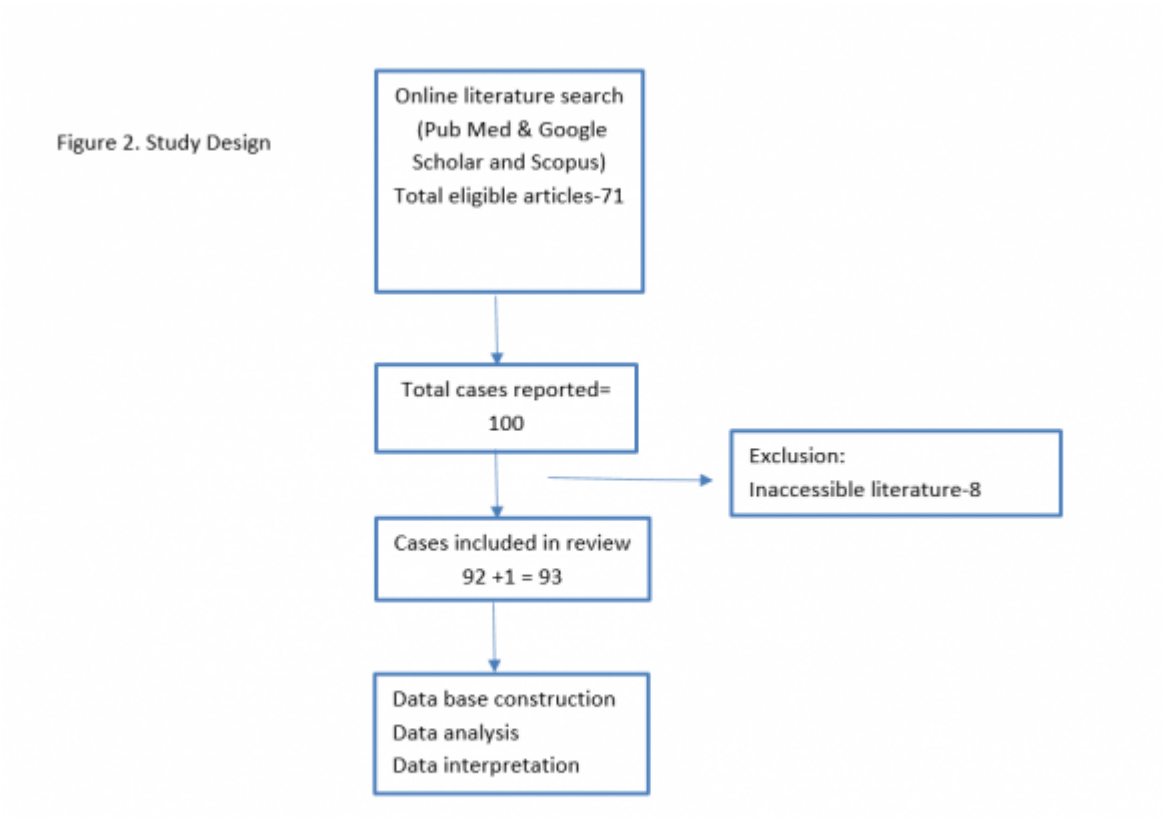 Figure 2. Study Design
Online literature search
(Pub Med & Google
Scholar and Scopus)
Total eligible articles-71
Total cases reported=
100
Exclusion:
Inaccessible literature-8
Cases included in review
92 +1 = 93
Data base construction
Data analysis
Data interpretation